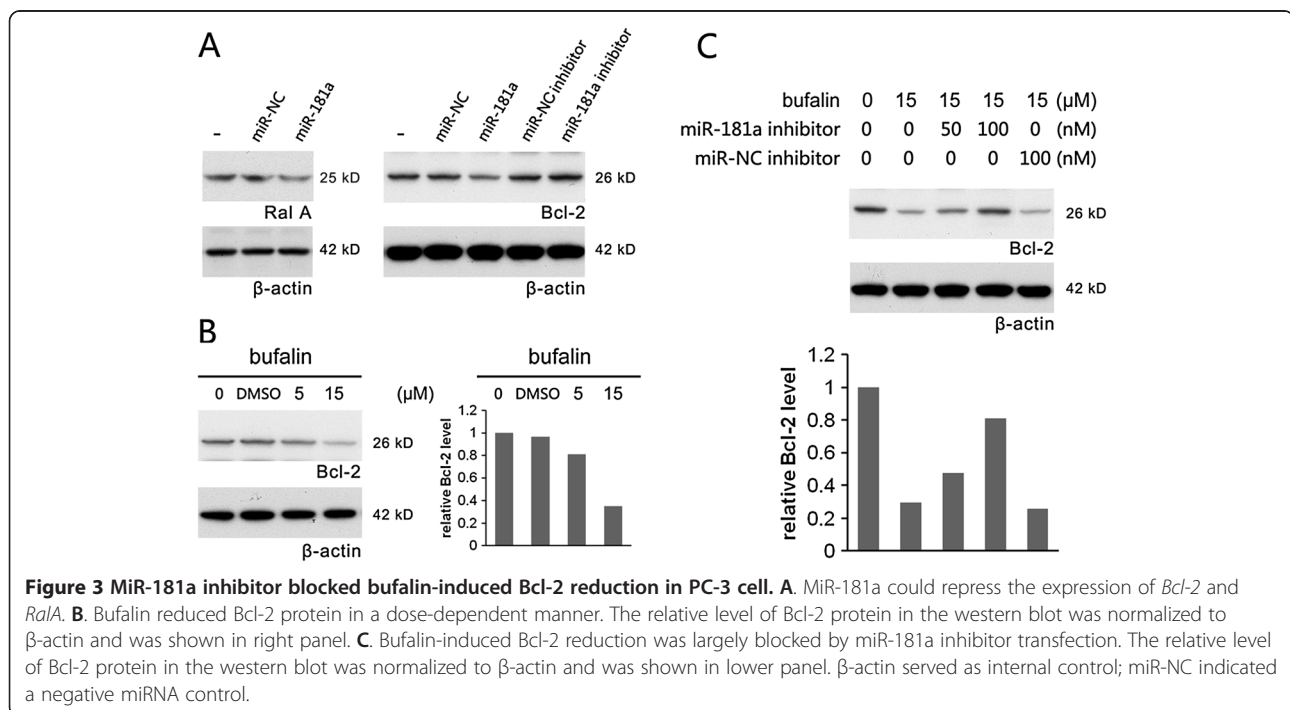 A
– miR-NC miR-181a
25 kD
Ral A
42 kD
β-actin
– miR-NC miR-181a miR-NC inhibitor miR-181a inhibitor
26 kD
Bcl-2
42 kD
β-actin
B
bufalin
0 DMSO 5 15 (μM)
26 kD
Bcl-2
42 kD
β-actin
bufalin
0 DMSO 5 15
relative Bcl-2 level
1.2
1
0.8
0.6
0.4
0.2
0
C
bufalin 0 15 15 15 15 (μM)
miR-181a inhibitor 0 0 50 100 0 (nM)
miR-NC inhibitor 0 0 0 0 100 (nM)
26 kD
Bcl-2
42 kD
β-actin
relative Bcl-2 level
1.2
1
0.8
0.6
0.4
0.2
0
Figure 3 MiR-181a inhibitor blocked bufalin-induced Bcl-2 reduction in PC-3 cell. A. MiR-181a could repress the expression of Bcl-2 and
RalA. B. Bufalin reduced Bcl-2 protein in a dose-dependent manner. The relative level of Bcl-2 protein in the western blot was normalized to
β-actin and was shown in right panel. C. Bufalin-induced Bcl-2 reduction was largely blocked by miR-181a inhibitor transfection. The relative level
of Bcl-2 protein in the western blot was normalized to β-actin and was shown in lower panel. β-actin served as internal control; miR-NC indicated
a negative miRNA control.